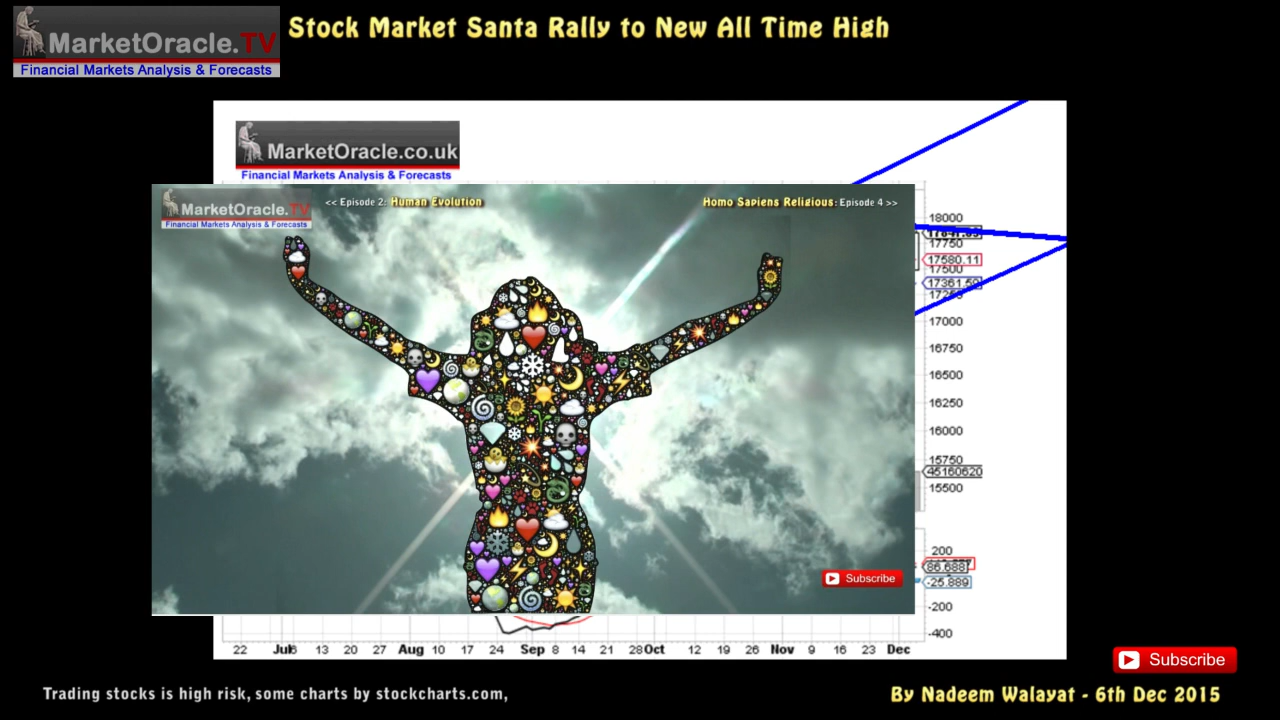 MarketOracle.TV
Financial Markets Analysis & Forecasts
Stock Market Santa Rally to New All Time High
MarketOracle.co.uk
Financial Markets Analysis & Forecasts
MarketOracle.TV
Financial Markets Analysis & Forecasts
<< Episode 2: Human Evolution
Homo Sapiens Religious: Episode 4 >>
18000
17750
17580.11
17500
17361.50
17250
17000
16750
16500
16250
16000
15750
45160620
15500
200
86.688
-25.889
-200
-400
Subscribe
22 Jul6 13 20 27 Aug 10 17 24 Sep 8 14 21 28 Oct 12 19 26 Nov 9 16 23 Dec
Subscribe
Trading stocks is high risk, some charts by stockcharts.com,
By Nadeem Walayat - 6th Dec 2015